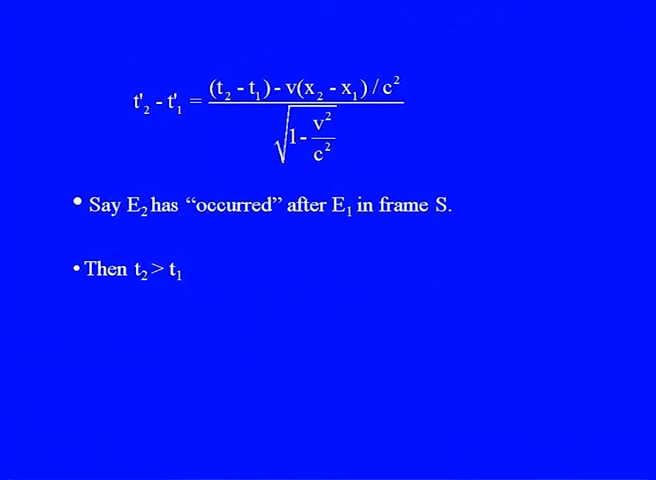 t'₂ - t'₁ = (t₂ - t₁) - v(x₂ - x₁) / c²
√1 - v²
c²
• Say E₂ has “occurred” after E₁ in frame S.
• Then t₂ > t₁